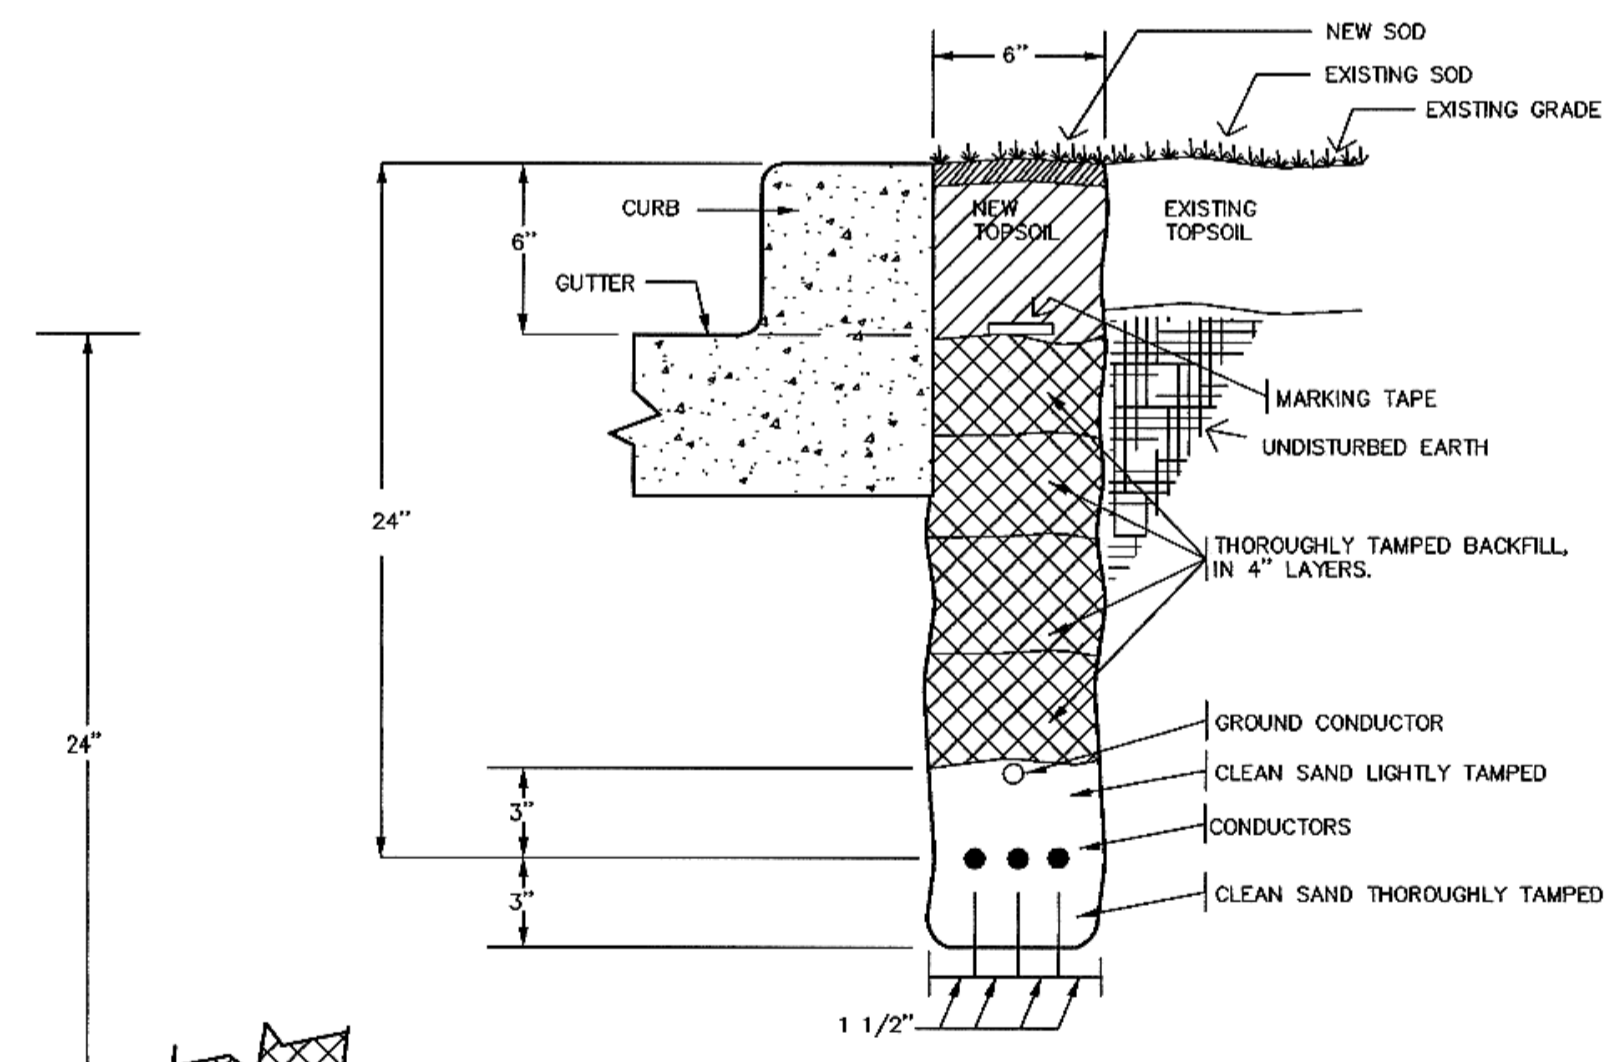 6"
NEW SOD
EXISTING SOD
EXISTING GRADE
CURB
6"
GUTTER
NEW
TOPSOIL
EXISTING
TOPSOIL
MARKING TAPE
UNDISTURBED EARTH
24"
THOROUGHLY TAMPED BACKFILL,
IN 4" LAYERS.
24"
GROUND CONDUCTOR
CLEAN SAND LIGHTLY TAMPED
3"
CONDUCTORS
3"
CLEAN SAND THOROUGHLY TAMPED
1 1/2"